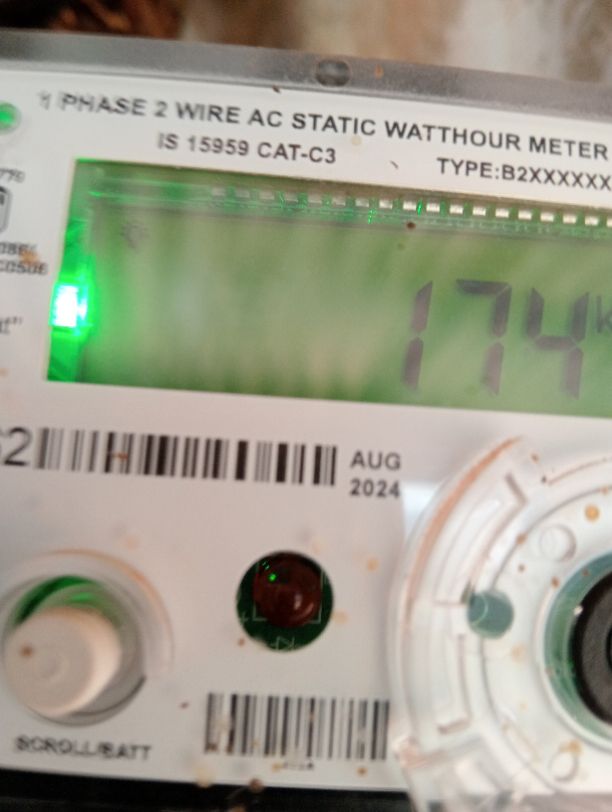 1 PHASE 2 WIRE AC STATIC WATTHOUR METER
IS 15959 CAT-C3
TYPE:B2XXXXXX
174 k
AUG
2024
SCROLL/BATT